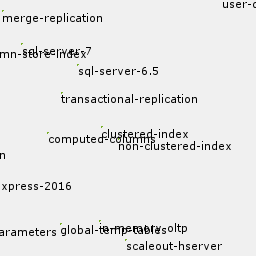 user-d
merge-replication
sql-server-7
mn-store-index
sql-server-6.5
transactional-replication
clustered-index
computed-columns
non-clustered-index
n
xpress-2016
in-memory-oltp
arameters
global-temp-tables
scaleout-hserver